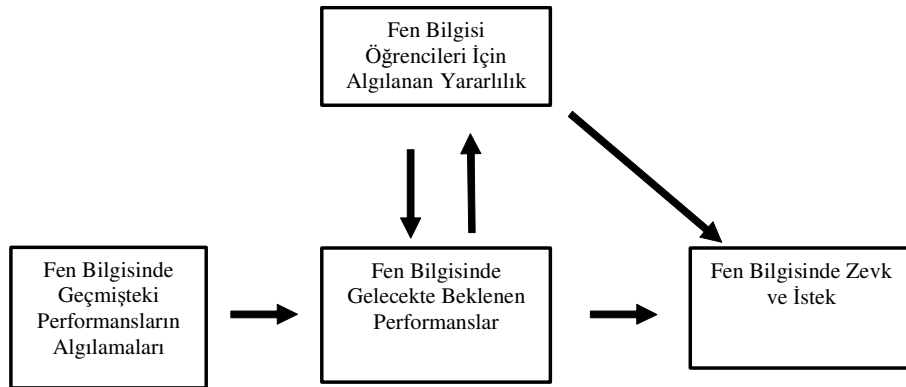 Fen Bilgisi
Öğrencileri İçin
Algılanan Yararlılık
Fen Bilgisinde
Geçmişteki
Performansların
Algılamaları
Fen Bilgisinde
Gelecekte Beklenen
Performanslar
Fen Bilgisinde Zevk
ve İstek